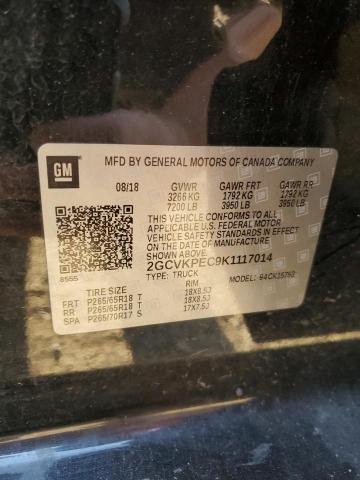 GM
MFD BY GENERAL MOTORS OF CANADA COMPANY
08/18 GVWR GAWR FRT GAWR RR
3266 KG 1792 KG 1792 KG
7200 LB 3950 LB 3950 LB
THIS VEHICLE CONFORMS TO ALL
APPLICABLE U.S. FEDERAL MOTOR
VEHICLE SAFETY
STANDARDS IN EFFECT ON THE DATE OF
MANUFACTURE SHOWN ABOVE.
2GCVKPEC9K1117014
TYPE: TRUCK MODEL:
8555
TIRE SIZE RIM
FRT P265/65R18 T 18X8.5J
RR P265/65R18 T 18X8.5J
SPA P265/70R17 S 17X7.5J